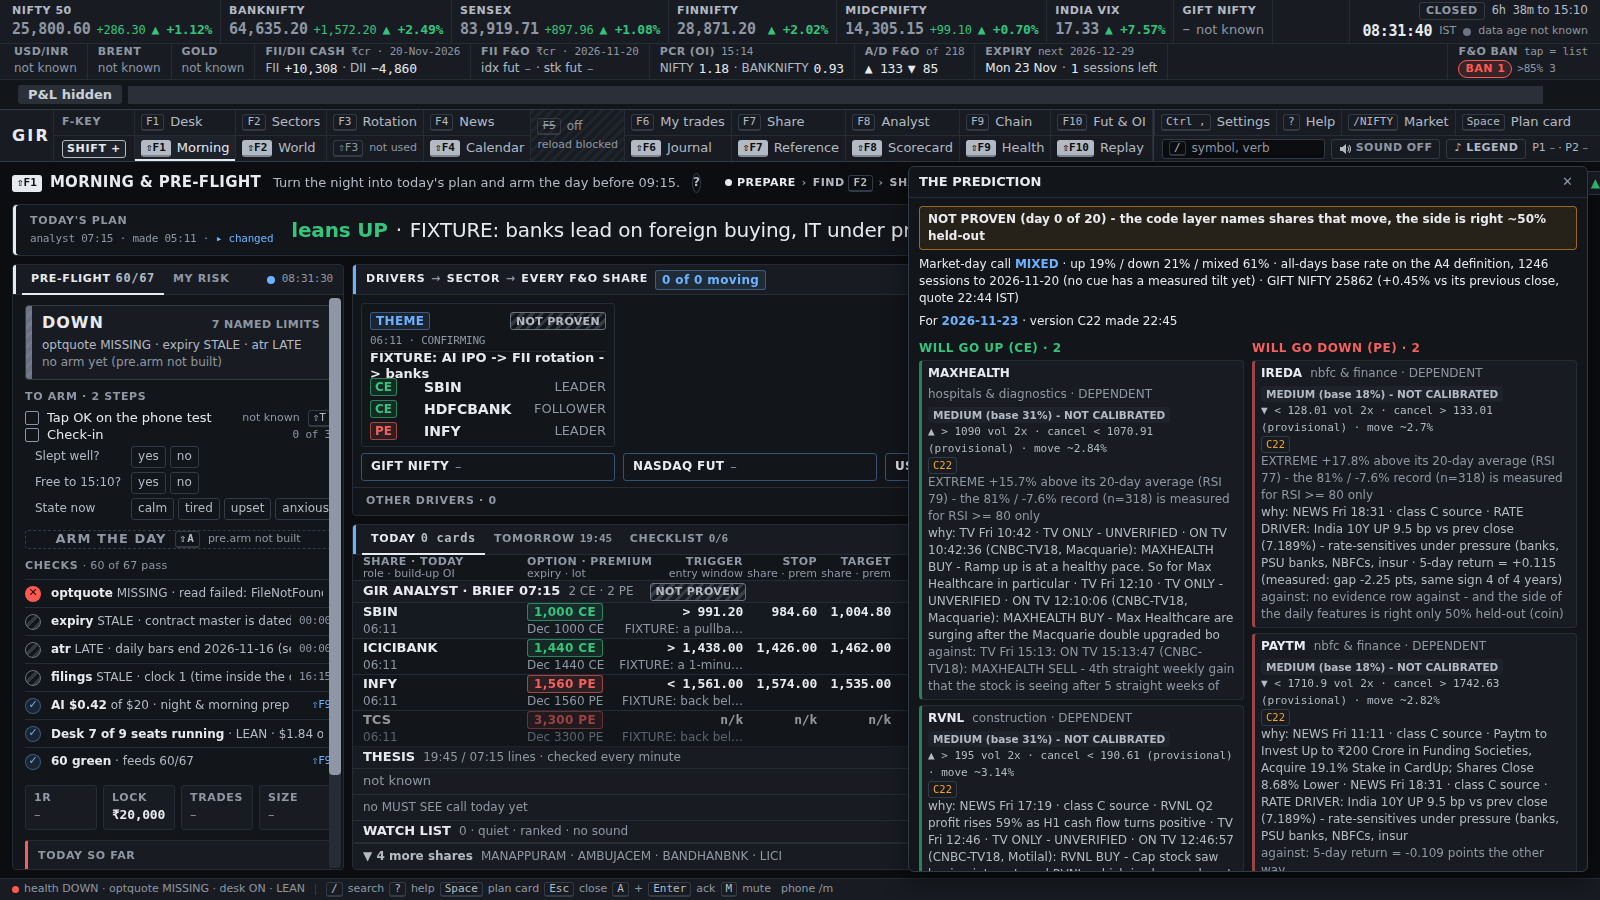 NIFTY 50
25,800.60 +286.30 ▲ +1.12%
BANKNIFTY
64,635.20 +1,572.20 ▲ +2.49%
SENSEX
83,919.71 +897.96 ▲ +1.08%
FINNIFTY
28,871.20 ▲ +2.02%
MIDCPNIFTY
14,305.15 +99.10 ▲ +0.70%
INDIA VIX
17.33 ▲ +7.57%
GIFT NIFTY
– not known
CLOSED 6h 38m to 15:10
08:31:40 IST ● data age not known
USD/INR
not known
BRENT
not known
GOLD
not known
FII/DII CASH ₹cr · 20-Nov-2026
FII +10,308 · DII −4,860
FII F&O ₹cr · 2026-11-20
idx fut – · stk fut –
PCR (OI) 15:14
NIFTY 1.18 · BANKNIFTY 0.93
A/D F&O of 218
▲ 133 ▼ 85
EXPIRY next 2026-12-29
Mon 23 Nov · 1 sessions left
F&O BAN tap = list
BAN 1 >85% 3
P&L hidden
GIR
F-KEY
F1 Desk
F2 Sectors
F3 Rotation
F4 News
F5 off
reload blocked
F6 My trades
F7 Share
F8 Analyst
F9 Chain
F10 Fut & OI
Ctrl , Settings
? Help
/NIFTY Market
Space Plan card
SHIFT +
⇧F1 Morning
⇧F2 World
⇧F3 not used
⇧F4 Calendar
⇧F6 Journal
⇧F7 Reference
⇧F8 Scorecard
⇧F9 Health
⇧F10 Replay
/ symbol, verb
SOUND OFF
♪ LEGEND
P1 – · P2 –
⇧F1 MORNING & PRE-FLIGHT Turn the night into today's plan and arm the day before 09:15. ?
● PREPARE › FIND F2 › SH
▲
TODAY'S PLAN
analyst 07:15 · made 05:11 · ▸ changed
leans UP · FIXTURE: banks lead on foreign buying, IT under pr
PRE-FLIGHT 60/67 MY RISK ● 08:31:30
DOWN 7 NAMED LIMITS
optquote MISSING · expiry STALE · atr LATE
no arm yet (pre.arm not built)
TO ARM · 2 STEPS
Tap OK on the phone test not known ⇧T
Check-in 0 of 3
Slept well? yes no
Free to 15:10? yes no
State now calm tired upset anxious
ARM THE DAY ⇧A pre.arm not built
CHECKS · 60 of 67 pass
optquote MISSING · read failed: FileNotFoun
expiry STALE · contract master is dated 00:00
atr LATE · daily bars end 2026-11-16 (se 00:00
filings STALE · clock 1 (time inside the 16:15
AI $0.42 of $20 · night & morning prep ⇧F9
Desk 7 of 9 seats running · LEAN · $1.84 o
60 green · feeds 60/67 ⇧F9
1R
–
LOCK
₹20,000
TRADES
–
SIZE
–
TODAY SO FAR
DRIVERS → SECTOR → EVERY F&O SHARE 0 of 0 moving
THEME NOT PROVEN
06:11 · CONFIRMING
FIXTURE: AI IPO -> FII rotation -
> banks
CE SBIN LEADER
CE HDFCBANK FOLLOWER
PE INFY LEADER
GIFT NIFTY –
NASDAQ FUT –
US
OTHER DRIVERS · 0
TODAY 0 cards TOMORROW 19:45 CHECKLIST 0/6
SHARE · TODAY OPTION · PREMIUM TRIGGER STOP TARGET
role · build-up OI expiry · lot entry window share · prem share · prem
GIR ANALYST · BRIEF 07:15 2 CE · 2 PE NOT PROVEN
SBIN 1,000 CE > 991.20 984.60 1,004.80
06:11 Dec 1000 CE FIXTURE: a pullba…
ICICIBANK 1,440 CE > 1,438.00 1,426.00 1,462.00
06:11 Dec 1440 CE FIXTURE: a 1-minu…
INFY 1,560 PE < 1,561.00 1,574.00 1,535.00
06:11 Dec 1560 PE FIXTURE: back bel…
TCS 3,300 PE n/k n/k n/k
06:11 Dec 3300 PE FIXTURE: back bel…
THESIS 19:45 / 07:15 lines · checked every minute
not known
no MUST SEE call today yet
WATCH LIST 0 · quiet · ranked · no sound
▼ 4 more shares MANAPPURAM · AMBUJACEM · BANDHANBNK · LICI
THE PREDICTION ✕
NOT PROVEN (day 0 of 20) - the code layer names shares that move, the side is right ~50%
held-out
Market-day call MIXED · up 19% / down 21% / mixed 61% · all-days base rate on the A4 definition, 1246
sessions to 2026-11-20 (no cue has a measured tilt yet) · GIFT NIFTY 25862 (+0.45% vs its previous close,
quote 22:44 IST)
For 2026-11-23 · version C22 made 22:45
WILL GO UP (CE) · 2
MAXHEALTH
hospitals & diagnostics · DEPENDENT
MEDIUM (base 31%) - NOT CALIBRATED
▲ > 1090 vol 2x · cancel < 1070.91
(provisional) · move ~2.84%
C22
EXTREME +15.7% above its 20-day average (RSI
79) - the 81% / -7.6% record (n=318) is measured
for RSI >= 80 only
why: TV Fri 10:42 · TV ONLY - UNVERIFIED · ON TV
10:42:36 (CNBC-TV18, Macquarie): MAXHEALTH
BUY - Ramp up is at a healthy pace. So for Max
Healthcare in particular · TV Fri 12:10 · TV ONLY -
UNVERIFIED · ON TV 12:10:06 (CNBC-TV18,
Macquarie): MAXHEALTH BUY - Max Healthcare are
surging after the Macquarie double upgraded bo
against: TV Fri 15:13: ON TV 15:13:47 (CNBC-
TV18): MAXHEALTH SELL - 4th straight weekly gain
that the stock is seeing after 5 straight weeks of
RVNL construction · DEPENDENT
MEDIUM (base 31%) - NOT CALIBRATED
▲ > 195 vol 2x · cancel < 190.61 (provisional)
· move ~3.14%
C22
why: NEWS Fri 17:19 · class C source · RVNL Q2
profit rises 59% as H1 cash flow turns positive · TV
Fri 12:46 · TV ONLY - UNVERIFIED · ON TV 12:46:57
(CNBC-TV18, Motilal): RVNL BUY - Cap stock saw
WILL GO DOWN (PE) · 2
IREDA nbfc & finance · DEPENDENT
MEDIUM (base 18%) - NOT CALIBRATED
▼ < 128.01 vol 2x · cancel > 133.01
(provisional) · move ~2.7%
C22
EXTREME +17.8% above its 20-day average (RSI
77) - the 81% / -7.6% record (n=318) is measured
for RSI >= 80 only
why: NEWS Fri 18:31 · class C source · RATE
DRIVER: India 10Y UP 9.5 bp vs prev close
(7.189%) - rate-sensitives under pressure (banks,
PSU banks, NBFCs, insur · 5-day return = +0.115
(measured: gap -2.25 pts, same sign 4 of 4 years)
against: no evidence row against - and the side of
the daily features is right only 50% held-out (coin)
PAYTM nbfc & finance · DEPENDENT
MEDIUM (base 18%) - NOT CALIBRATED
▼ < 1710.9 vol 2x · cancel > 1742.63
(provisional) · move ~2.82%
C22
why: NEWS Fri 11:11 · class C source · Paytm to
Invest Up to ₹200 Crore in Funding Societies,
Acquire 19.1% Stake in CardUp; Shares Close
8.68% Lower · NEWS Fri 18:31 · class C source ·
RATE DRIVER: India 10Y UP 9.5 bp vs prev close
(7.189%) - rate-sensitives under pressure (banks,
PSU banks, NBFCs, insur
against: 5-day return = -0.109 points the other
way
● health DOWN · optquote MISSING · desk ON · LEAN / search ? help Space plan card Esc close A + Enter ack M mute phone /m